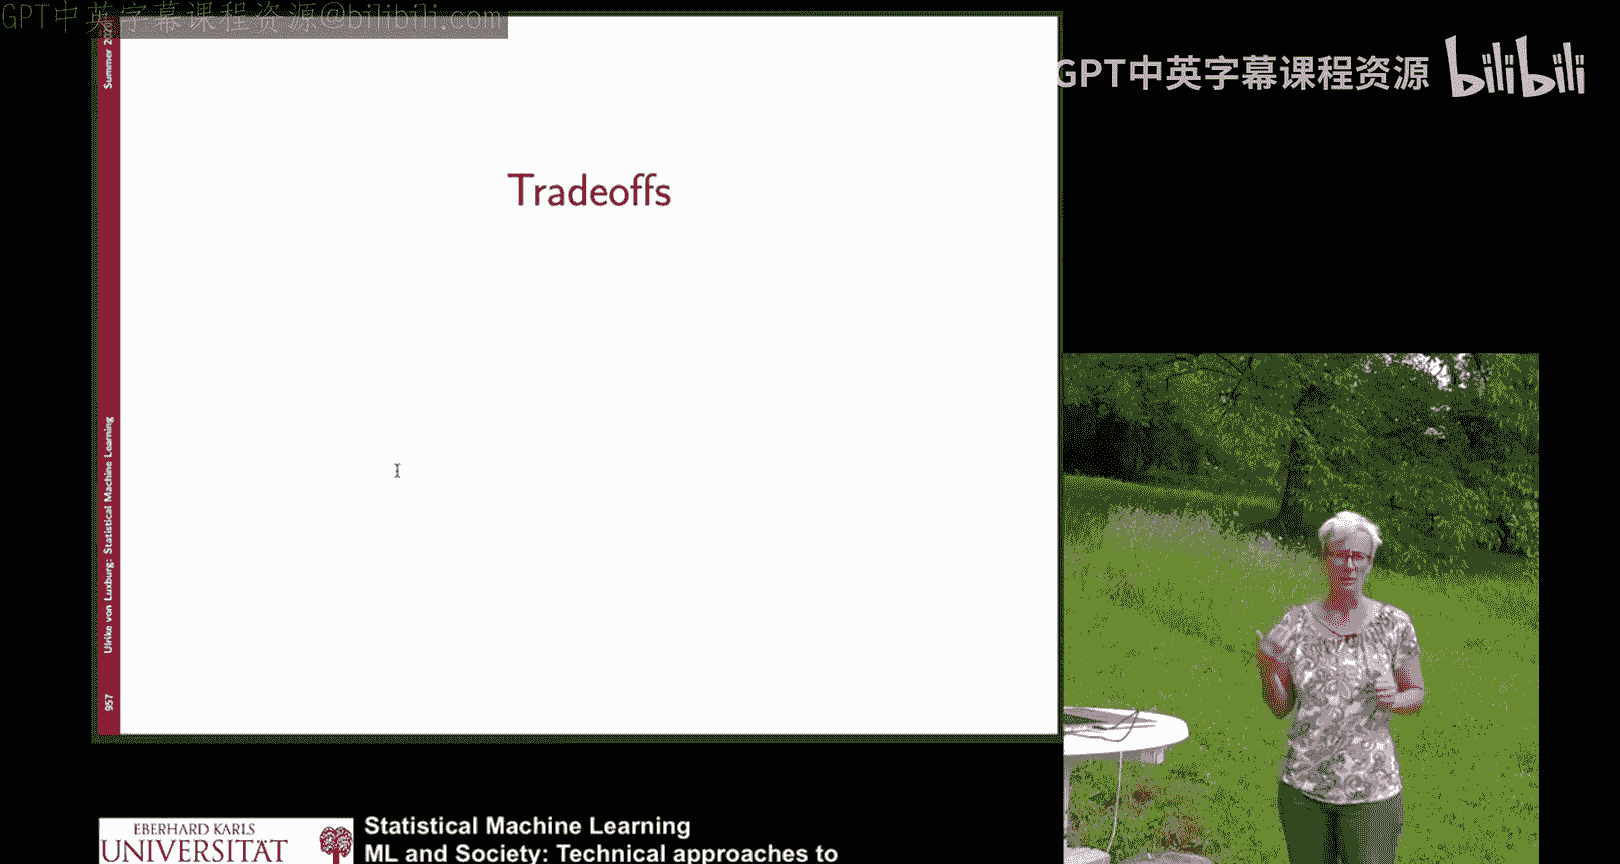 GPT中英字幕课程资源@bilibili.com
GPT中英字幕课程资源 bilibili
Tradeoffs
Ulrike von Luxburg: Statistical Machine Learning
957
EBERHARD KARLS
UNIVERSITÄT
Statistical Machine Learning
ML and Society: Technical approaches to